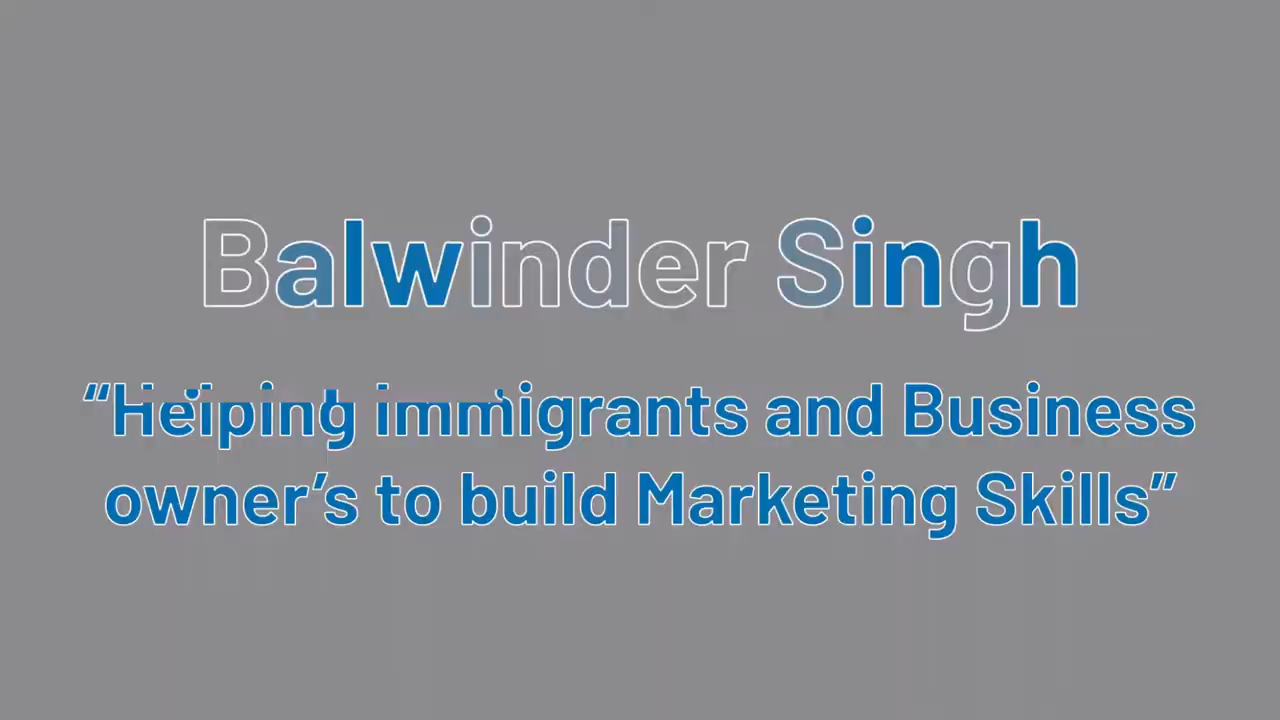 Balwinder Singh
“Helping immigrants and Business
owner’s to build Marketing Skills”